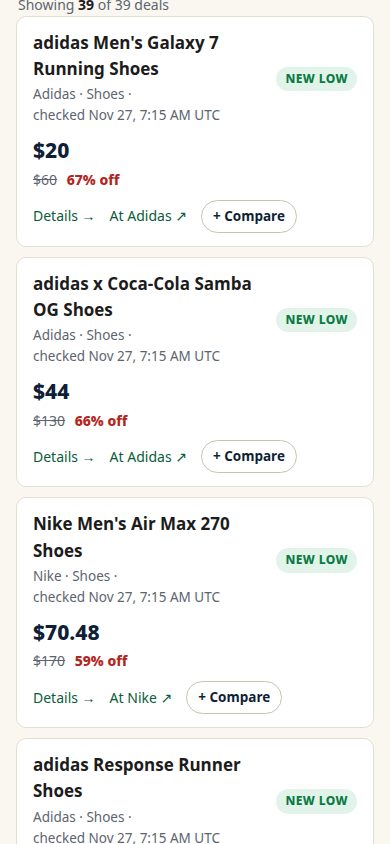 Showing 39 of 39 deals
adidas Men's Galaxy 7
Running Shoes
NEW LOW
Adidas · Shoes ·
checked Nov 27, 7:15 AM UTC
$20
$60 67% off
Details → At Adidas ↗ + Compare
adidas x Coca-Cola Samba
OG Shoes
NEW LOW
Adidas · Shoes ·
checked Nov 27, 7:15 AM UTC
$44
$130 66% off
Details → At Adidas ↗ + Compare
Nike Men's Air Max 270
Shoes
NEW LOW
Nike · Shoes ·
checked Nov 27, 7:15 AM UTC
$70.48
$170 59% off
Details → At Nike ↗ + Compare
adidas Response Runner
Shoes
NEW LOW
Adidas · Shoes ·
checked Nov 27, 7:15 AM UTC